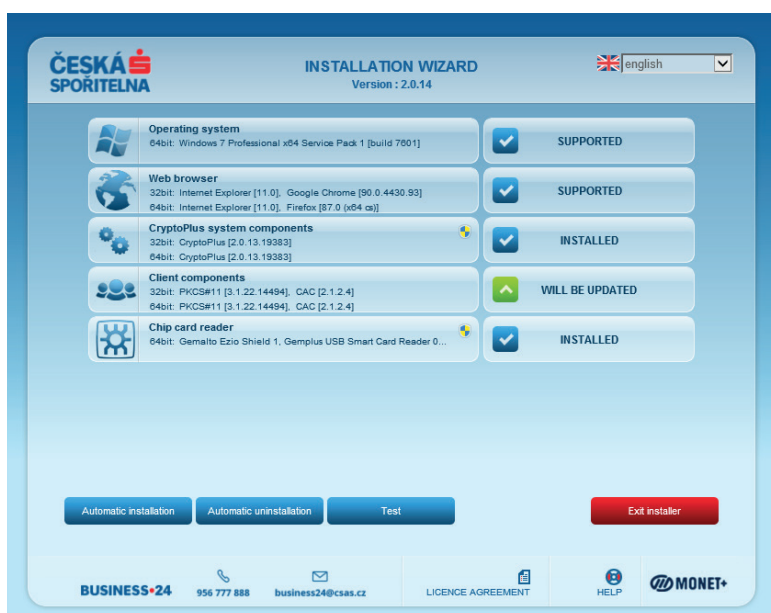 ČESKÁ
SPOŘITELNA
INSTALLATION WIZARD
Version : 2.0.14
english
Operating system
64bit: Windows 7 Professional x64 Service Pack 1 [build 7601]
SUPPORTED
Web browser
32bit: Internet Explorer [11.0], Google Chrome [90.0.4430.93]
64bit: Internet Explorer [11.0], Firefox [87.0 (x64 cs)]
SUPPORTED
CryptoPlus system components
32bit: CryptoPlus [2.0.13.19383]
64bit: CryptoPlus [2.0.13.19383]
INSTALLED
Client components
32bit: PKCS#11 [3.1.22.14494], CAC [2.1.2.4]
64bit: PKCS#11 [3.1.22.14494], CAC [2.1.2.4]
WILL BE UPDATED
Chip card reader
64bit: Gemalto Ezio Shield 1, Gemplus USB Smart Card Reader 0...
INSTALLED
Automatic installation
Automatic uninstallation
Test
Exit installer
BUSINESS•24
956 777 888
business24@csas.cz
LICENCE AGREEMENT
HELP
MONET+